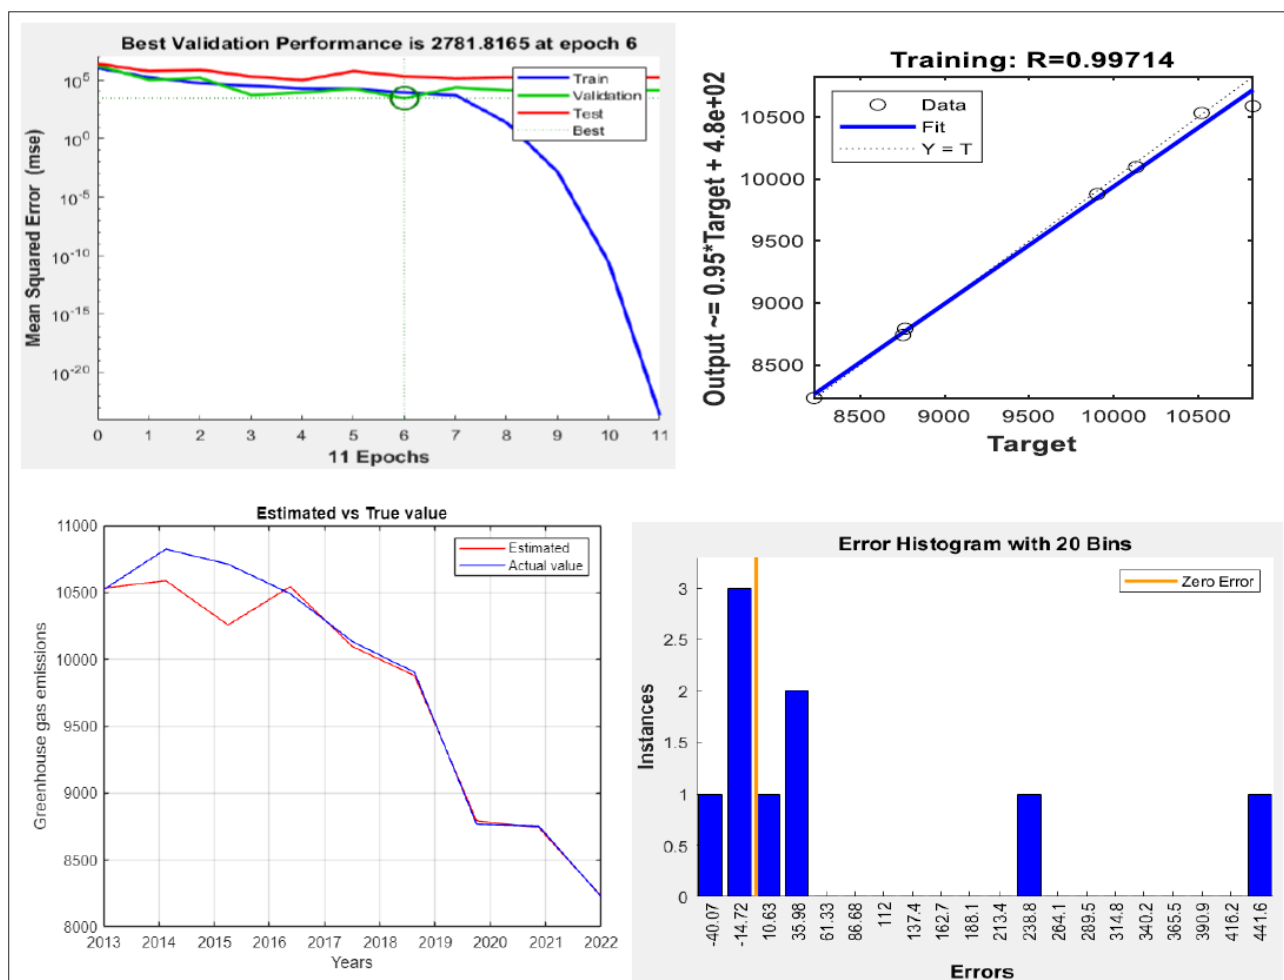 Best Validation Performance is 2781.8165 at epoch 6
Mean Squared Error (mse)
10^5
10^0
10^-5
10^-10
10^-15
10^-20
Train
Validation
Test
Best
0 1 2 3 4 5 6 7 8 9 10 11
11 Epochs
Training: R=0.99714
Output ~= 0.95*Target + 4.8e+02
10500
10000
9500
9000
8500
Data
Fit
Y = T
8500 9000 9500 10000 10500
Target
Estimated vs True value
Greenhouse gas emissions
11000
10500
10000
9500
9000
8500
8000
Estimated
Actual value
2013 2014 2015 2016 2017 2018 2019 2020 2021 2022
Years
Error Histogram with 20 Bins
Instances
3
2.5
2
1.5
1
0.5
0
Zero Error
-40.07 -14.72 10.63 35.98 61.33 86.68 112 137.4 162.7 188.1 213.4 238.8 264.1 289.5 314.8 340.2 365.5 390.9 416.2 441.6
Errors